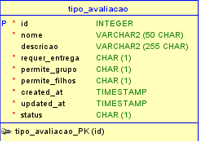 tipo_avaliacao
P * id INTEGER
* nome VARCHAR2 (50 CHAR)
descricao VARCHAR2 (255 CHAR)
* requer_entrega CHAR (1)
* permite_grupo CHAR (1)
* permite_filhos CHAR (1)
* created_at TIMESTAMP
* updated_at TIMESTAMP
* status CHAR (1)
tipo_avaliacao_PK (id)